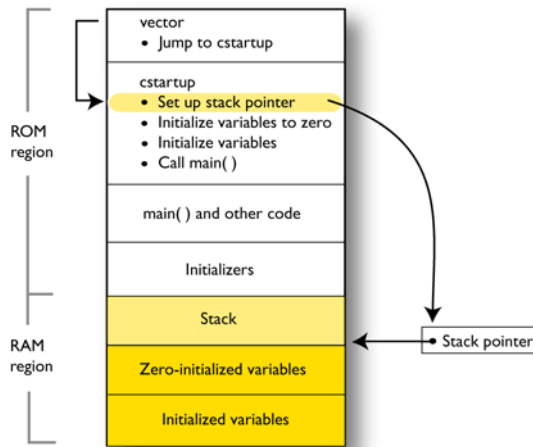 vector
• Jump to cstartup
cstartup
• Set up stack pointer
• Initialize variables to zero
• Initialize variables
• Call main( )
ROM
region
main( ) and other code
Initializers
Stack
RAM
region
Stack pointer
Zero-initialized variables
Initialized variables